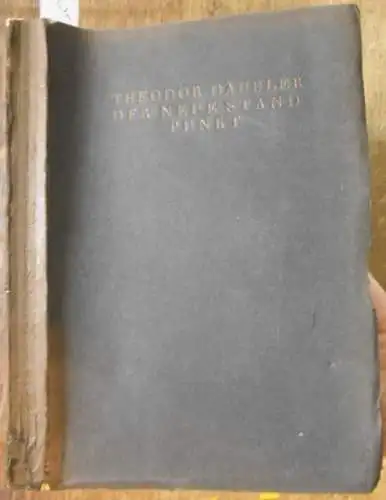 THEODOR DÄUBLER
DER NEUE STAND
PUNKT